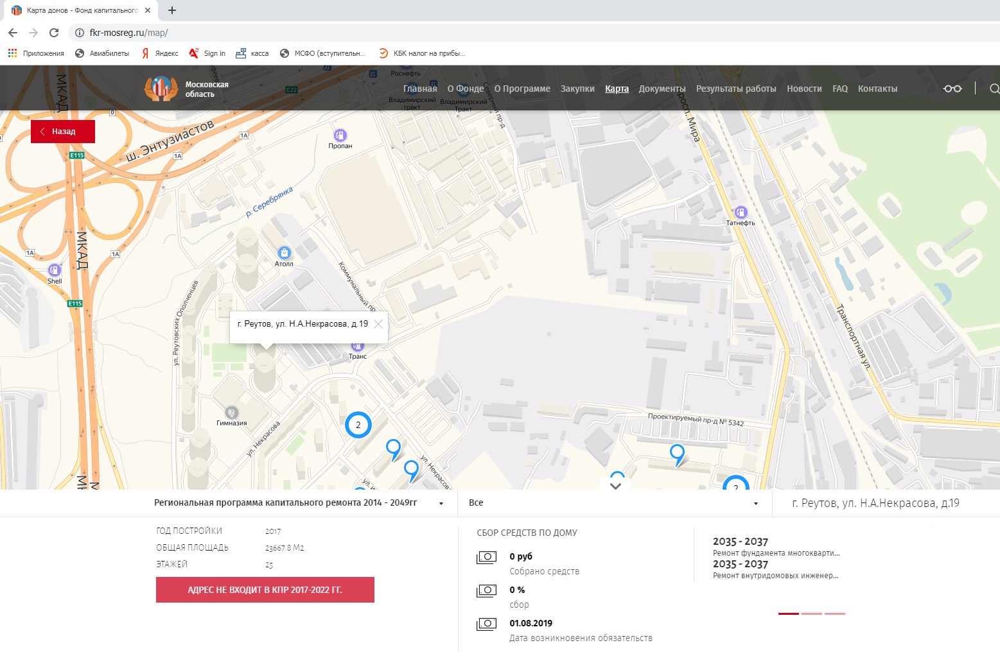 Карта домов - Фонд капитального
fkr-mosreg.ru/map/
Приложения
Авиабилеты
Яндекс
Sign in
касса
МСФО (вступительн...
КБК налог на прибы...
Московская
область
Главная
О Фонде
О Программе
Закупки
Карта
Документы
Результаты работы
Новости
FAQ
Контакты
Роснефть
Владимирский
тракт
Владимирский
Тракт
Северный пр-д
просп. Мира
E22
МКАД
Назад
ш. Энтузиастов
E115
1А
1А
Пропан
р. Серебрянка
Татнефть
МКАД
1А
1А
Атолл
Shell
Коммунальный пр.
ул. Реутовских Ополченцев
E115
г. Реутов, ул. Н.А.Некрасова, д.19
Транс
Транспортная ул.
Гимназия
ул. Некрасова
2
Проектируемый пр-д № 5342
ул. Некрасова
2
Региональная программа капитального ремонта 2014 - 2049гг
Все
г. Реутов, ул. Н.А.Некрасова, д.19
ГОД ПОСТРОЙКИ 2017
ОБЩАЯ ПЛОЩАДЬ 23667.8 М2
ЭТАЖЕЙ 25
АДРЕС НЕ ВХОДИТ В КПР 2017-2022 ГГ.
СБОР СРЕДСТВ ПО ДОМУ
0 руб
Собрано средств
0 %
сбор
01.08.2019
Дата возникновения обязательств
2035 - 2037
Ремонт фундамента многокварти...
2035 - 2037
Ремонт внутридомовых инженер...